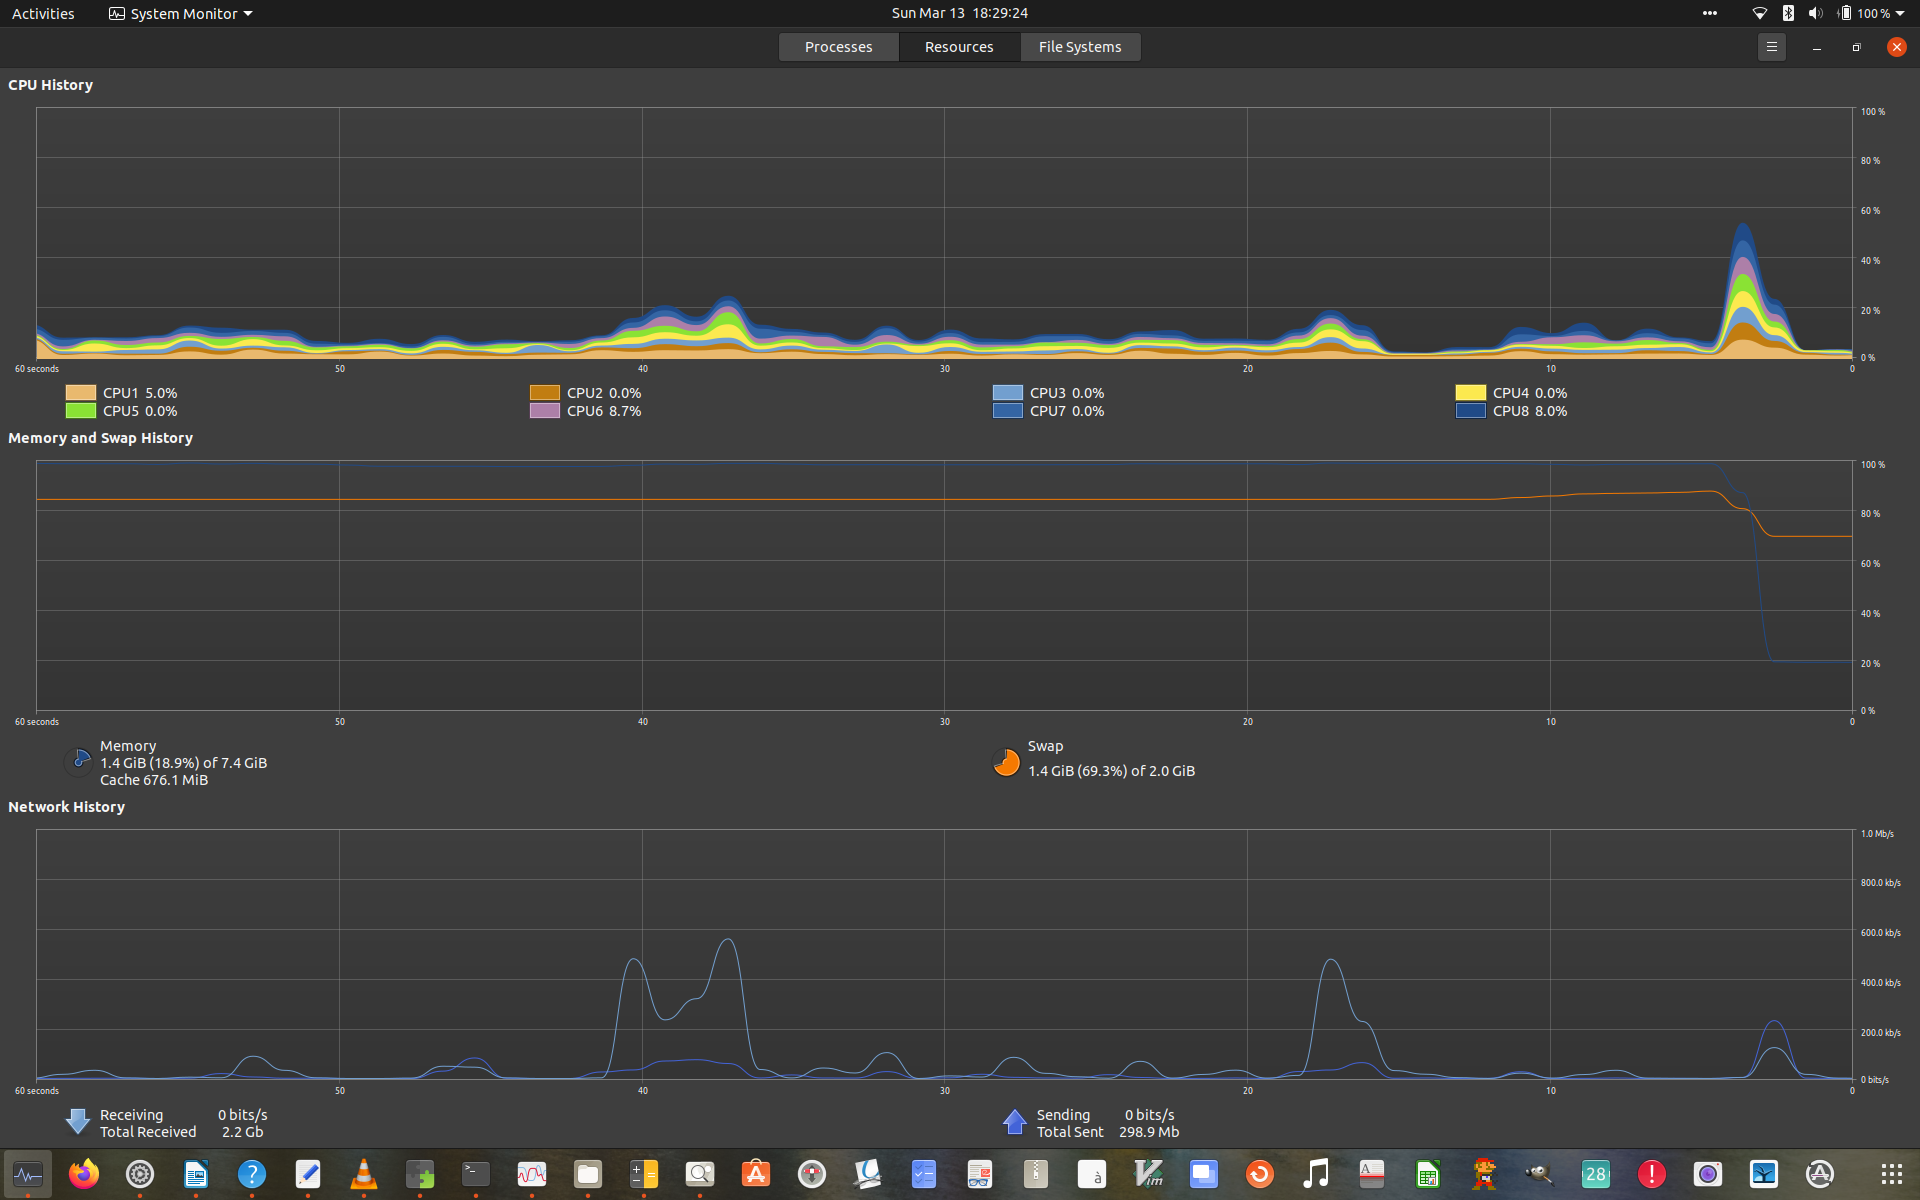 Activities System Monitor Sun Mar 13 18:29:24 100 %
Processes Resources File Systems
CPU History
100 %
80 %
60 %
40 %
20 %
0 %
60 seconds 50 40 30 20 10 0
CPU1 5.0% CPU2 0.0% CPU3 0.0% CPU4 0.0%
CPU5 0.0% CPU6 8.7% CPU7 0.0% CPU8 8.0%
Memory and Swap History
100 %
80 %
60 %
40 %
20 %
0 %
60 seconds 50 40 30 20 10 0
Memory
1.4 GiB (18.9%) of 7.4 GiB
Cache 676.1 MiB
Swap
1.4 GiB (69.3%) of 2.0 GiB
Network History
1.0 Mb/s
800.0 kb/s
600.0 kb/s
400.0 kb/s
200.0 kb/s
0 bits/s
60 seconds 50 40 30 20 10 0
Receiving 0 bits/s Sending 0 bits/s
Total Received 2.2 Gb Total Sent 298.9 Mb
? >_ A à Vim A 28 ! A